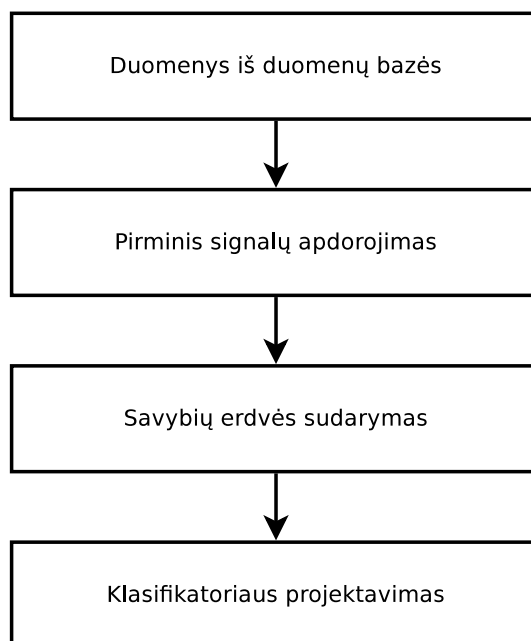 Duomenys iš duomenų bazės
Pirminis signalų apdorojimas
Savybių erdvės sudarymas
Klasifikatoriaus projektavimas